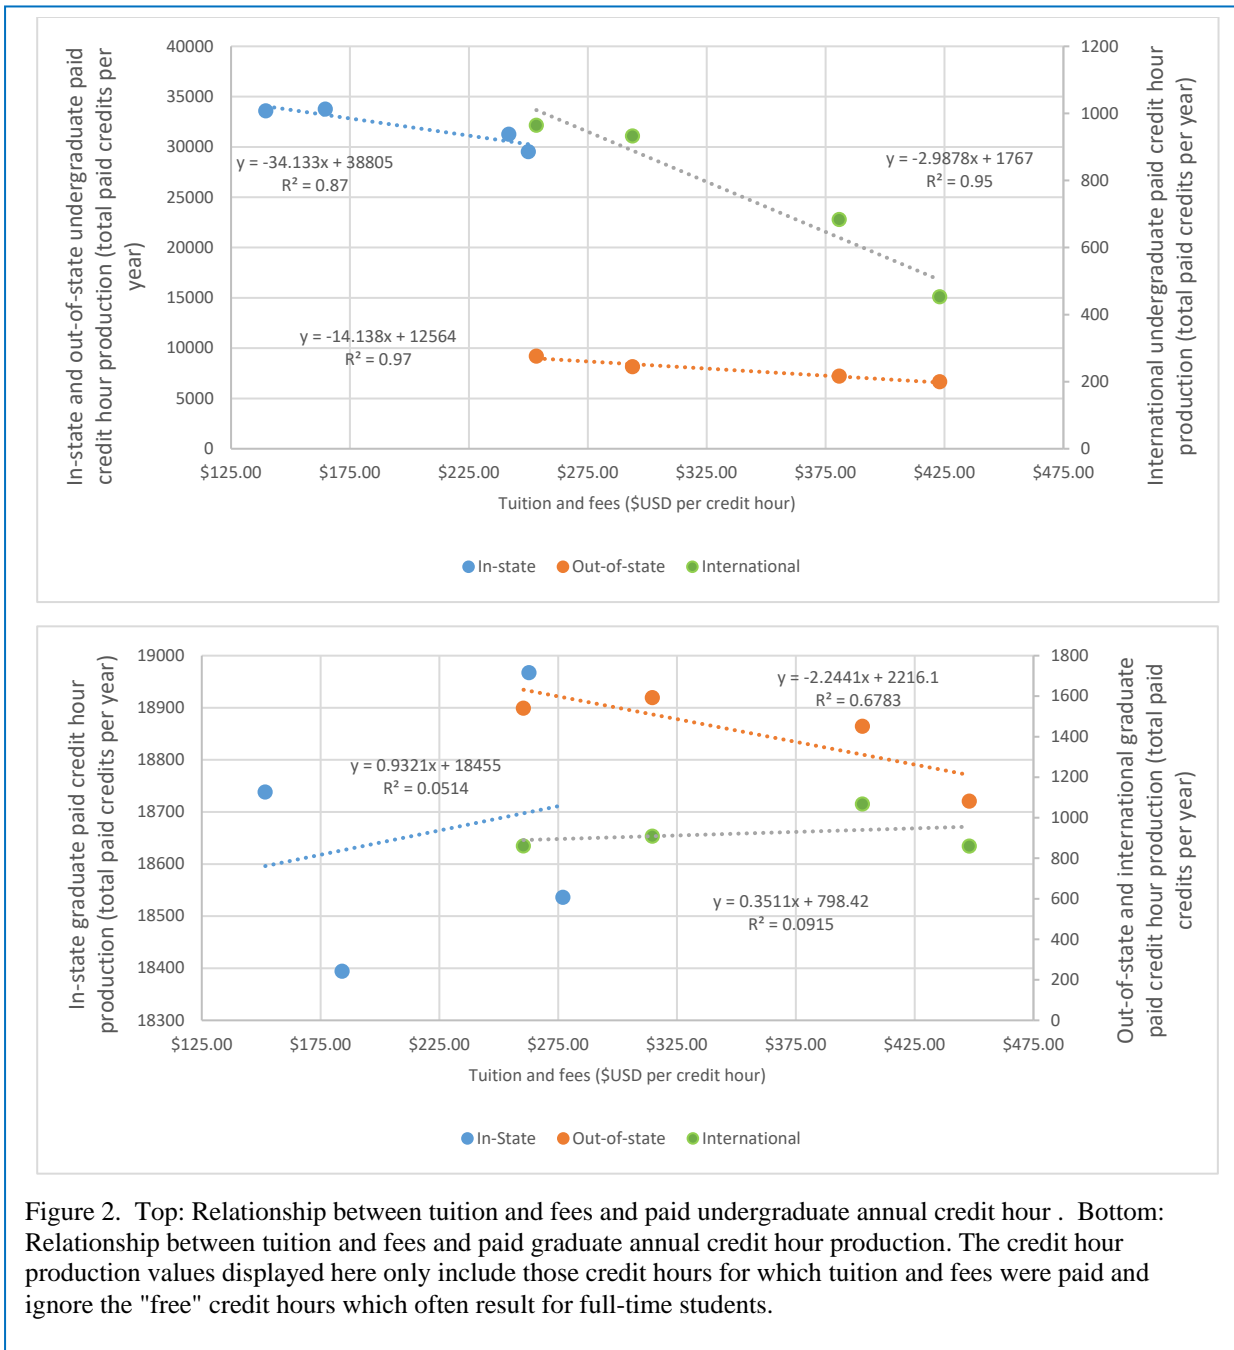 In-state and out-of-state undergraduate paid
credit hour production (total paid credits per
year)
40000
35000
30000
25000
20000
15000
10000
5000
0
1200
1000
800
600
400
200
0
International undergraduate paid credit hour
production (total paid credits per year)
y = -34.133x + 38805
R² = 0.87
y = -2.9878x + 1767
R² = 0.95
y = -14.138x + 12564
R² = 0.97
$125.00 $175.00 $225.00 $275.00 $325.00 $375.00 $425.00 $475.00
Tuition and fees ($USD per credit hour)
In-state Out-of-state International
In-state graduate paid credit hour
production (total paid credits per year)
19000
18900
18800
18700
18600
18500
18400
18300
1800
1600
1400
1200
1000
800
600
400
200
0
Out-of-state and international graduate
paid credit hour production (total paid
credits per year)
y = -2.2441x + 2216.1
R² = 0.6783
y = 0.9321x + 18455
R² = 0.0514
y = 0.3511x + 798.42
R² = 0.0915
$125.00 $175.00 $225.00 $275.00 $325.00 $375.00 $425.00 $475.00
Tuition and fees ($USD per credit hour)
In-State Out-of-state International
Figure 2.  Top: Relationship between tuition and fees and paid undergraduate annual credit hour .  Bottom:
Relationship between tuition and fees and paid graduate annual credit hour production. The credit hour
production values displayed here only include those credit hours for which tuition and fees were paid and
ignore the "free" credit hours which often result for full-time students.